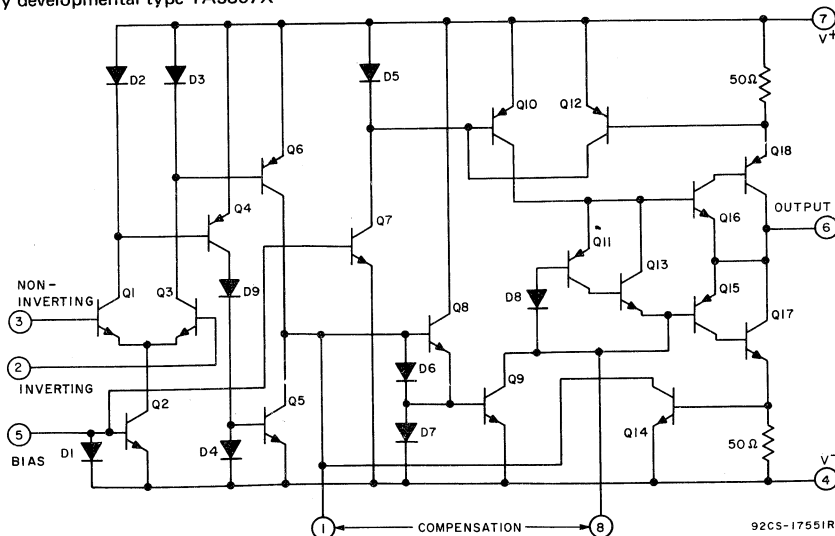 y developmental type TA5807X
7
V+
D2
D3
D5
50Ω
Q10
Q12
Q6
Q18
Q4
OUTPUT
Q7
Q16
6
Q11
NON-
INVERTING
Q1
Q3
D9
Q13
Q15
3
Q8
D8
Q17
2
D6
INVERTING
Q9
Q2
Q5
5
D7
Q14
BIAS
D1
D4
50Ω
V-
4
1
COMPENSATION
8
92CS-17551R